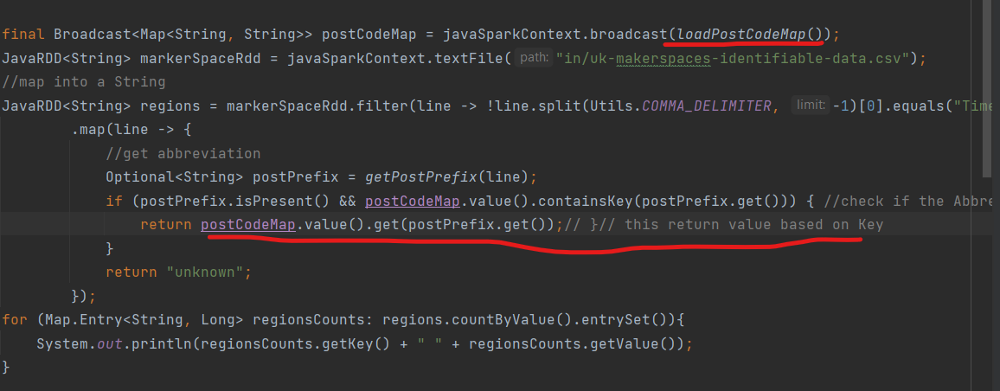 final Broadcast<Map<String, String>> postCodeMap = javaSparkContext.broadcast(loadPostCodeMap());
JavaRDD<String> markerSpaceRdd = javaSparkContext.textFile( path: "in/uk-makerspaces-identifiable-data.csv");
//map into a String
JavaRDD<String> regions = markerSpaceRdd.filter(line -> !line.split(Utils.COMMA_DELIMITER, limit: -1)[0].equals("Time
.map(line -> {
//get abbreviation
Optional<String> postPrefix = getPostPrefix(line);
if (postPrefix.isPresent() && postCodeMap.value().containsKey(postPrefix.get())) { //check if the Abbre
return postCodeMap.value().get(postPrefix.get());// }// this return value based on Key
}
return "unknown";
});
for (Map.Entry<String, Long> regionsCounts: regions.countByValue().entrySet()){
System.out.println(regionsCounts.getKey() + " " + regionsCounts.getValue());
}